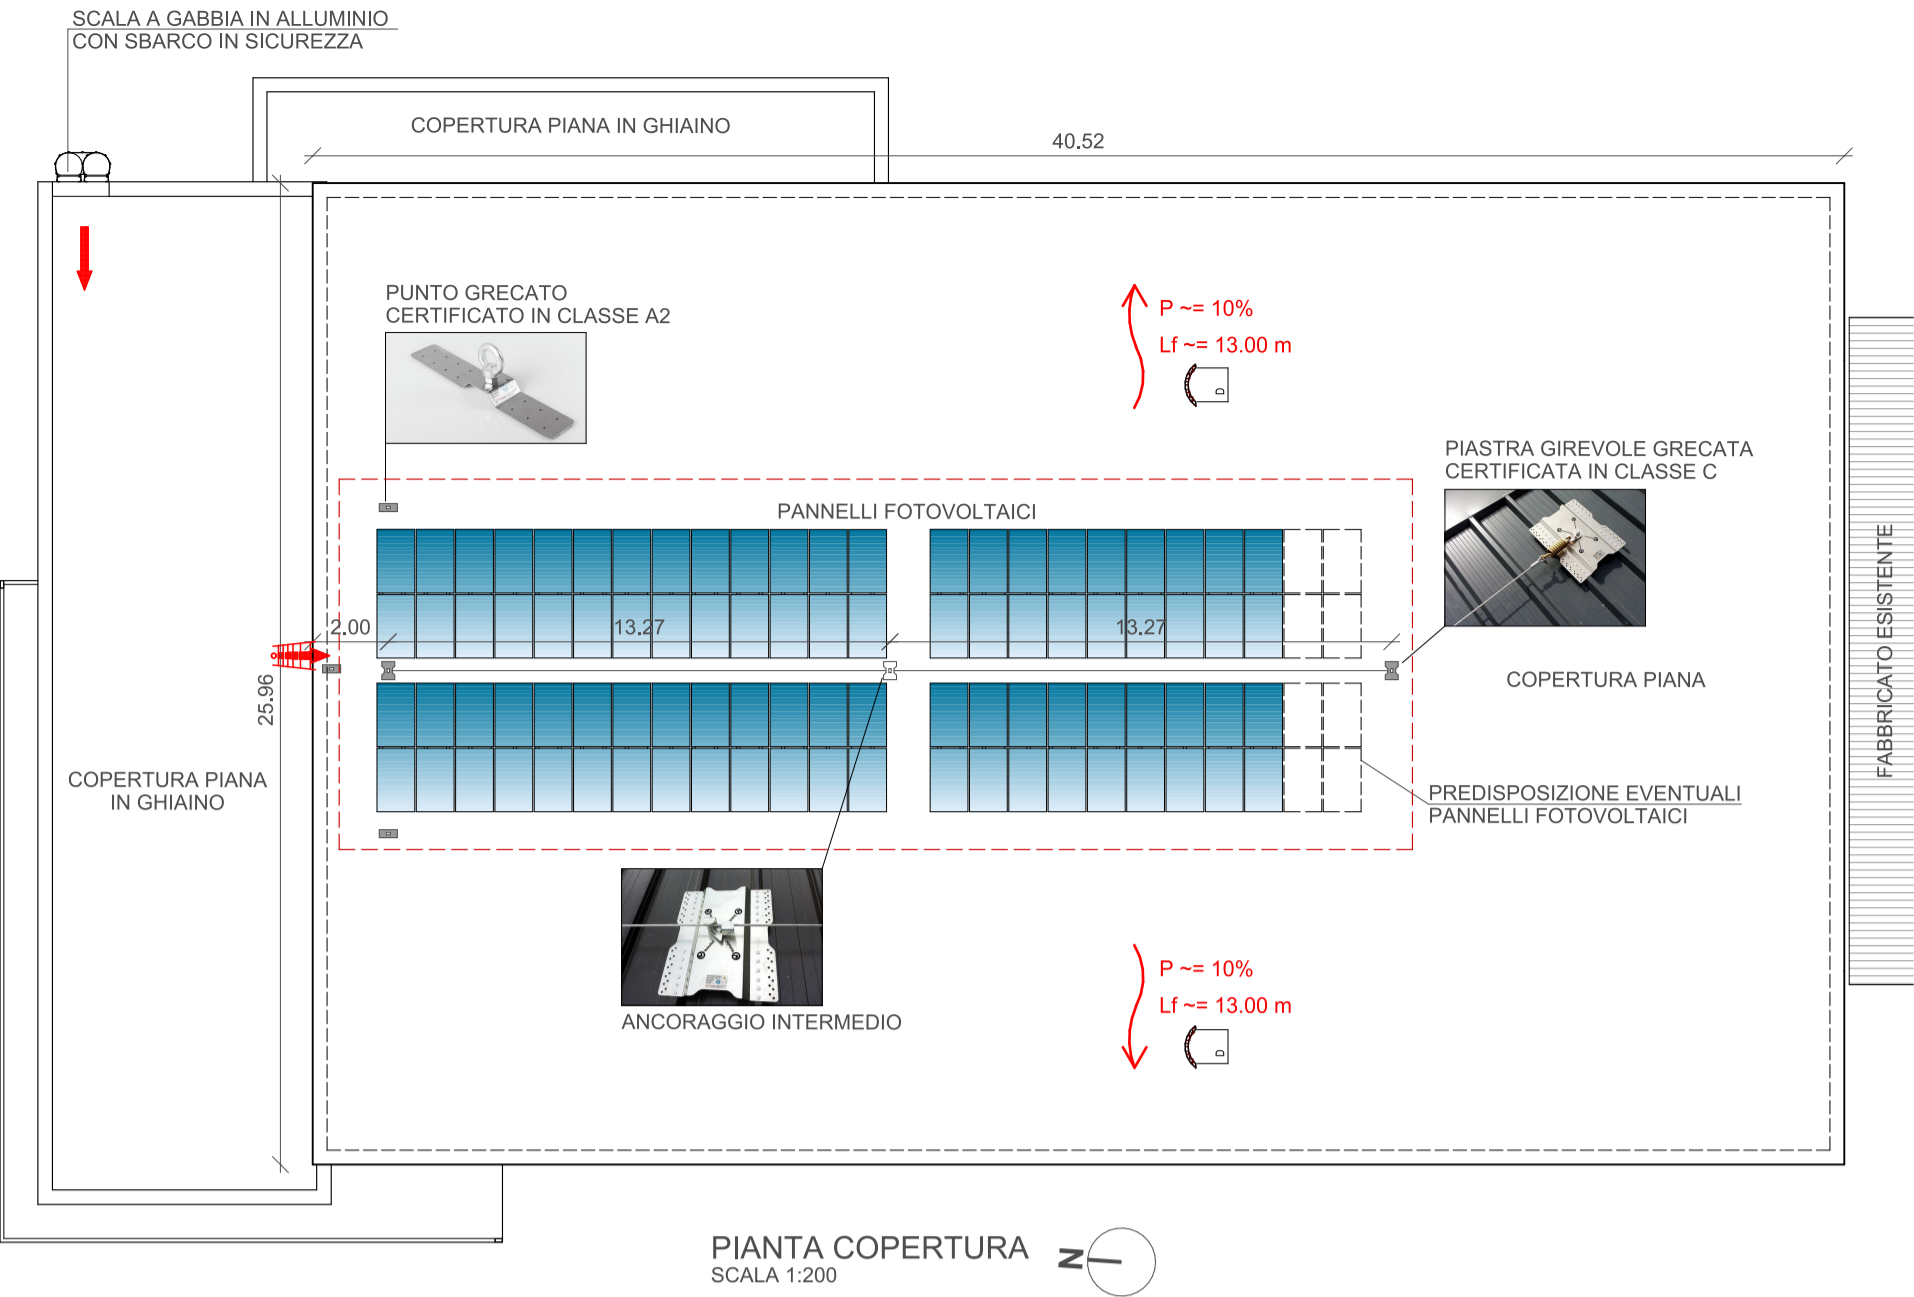 SCALA A GABBIA IN ALLUMINIO
CON SBARCO IN SICUREZZA
COPERTURA PIANA IN GHIAINO
40.52
PUNTO GRECATO
CERTIFICATO IN CLASSE A2
P ~= 10%
Lf ~= 13.00 m
D
PIASTRA GIREVOLE GRECATA
CERTIFICATA IN CLASSE C
PANNELLI FOTOVOLTAICI
FABBRICATO ESISTENTE
2.00
13.27
13.27
25.96
COPERTURA PIANA
COPERTURA PIANA
IN GHIAINO
PREDISPOSIZIONE EVENTUALI
PANNELLI FOTOVOLTAICI
P ~= 10%
Lf ~= 13.00 m
D
ANCORAGGIO INTERMEDIO
PIANTA COPERTURA
SCALA 1:200
N